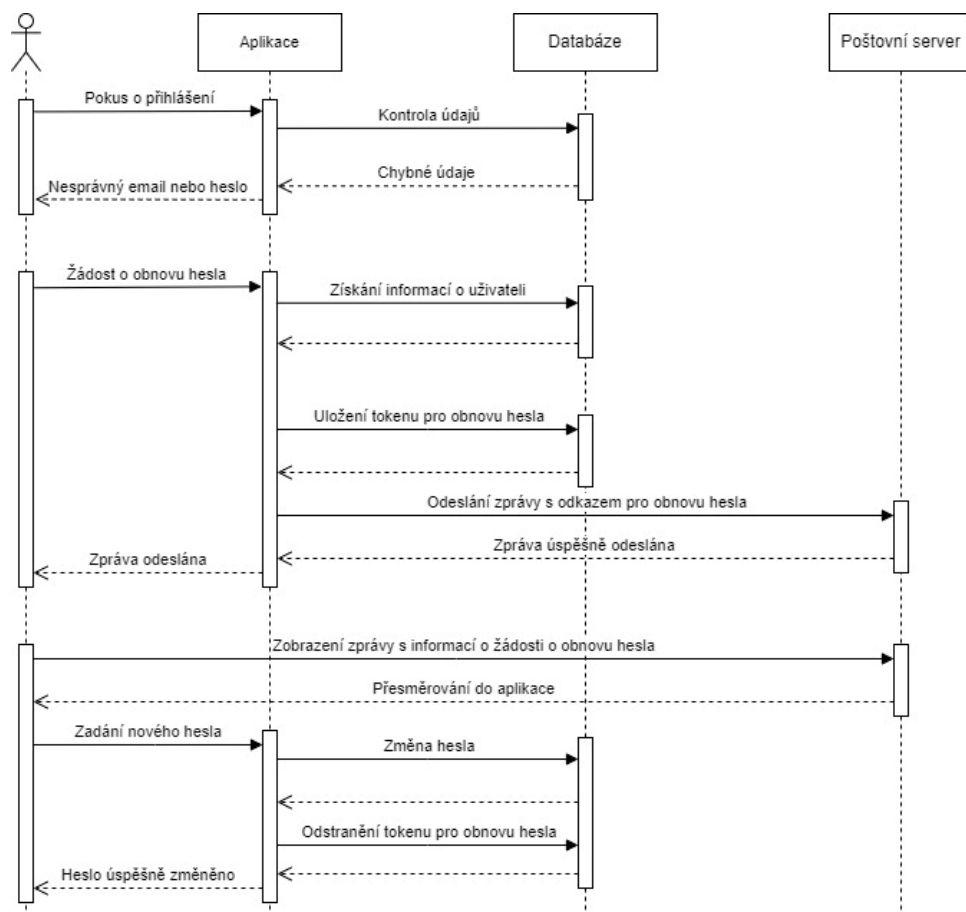 Aplikace
Databáze
Poštovní server
Pokus o přihlášení
Kontrola údajů
Chybné údaje
Nesprávný email nebo heslo
Žádost o obnovu hesla
Získání informací o uživateli
Uložení tokenu pro obnovu hesla
Odeslání zprávy s odkazem pro obnovu hesla
Zpráva úspěšně odeslána
Zpráva odeslána
Zobrazení zprávy s informací o žádosti o obnovu hesla
Přesměrování do aplikace
Zadání nového hesla
Změna hesla
Odstranění tokenu pro obnovu hesla
Heslo úspěšně změněno